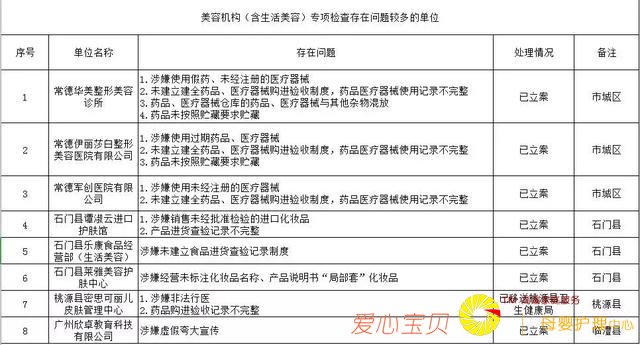 美容机构（含生活美容）专项检查存在问题较多的单位
序号 单位名称 存在问题 处理情况 备注
1 常德华美整形美容诊所 1.涉嫌使用假药、未经注册的医疗器械
2.未建立建全药品、医疗器械购进验收制度，药品医疗器械使用记录不完整
3.药品、医疗器械仓库的药品、医疗器械与其他杂物混放
4.药品未按照贮藏要求贮藏
已立案 市城区
2 常德伊丽莎白整形美容医院有限公司 1.涉嫌使用过期药品、医疗器械
2.未建立建全药品、医疗器械购进验收制度，药品医疗器械使用记录不完整
3.药品未按照贮藏要求贮藏
已立案 市城区
3 常德军创医院有限公司 1.涉嫌使用未经注册的医疗器械
2.未建立建全药品、医疗器械购进验收制度，药品医疗器械使用记录不完整
已立案 市城区
4 石门县谭淑云进口护肤馆 1.涉嫌销售未经批准检验的进口化妆品
2.产品进货查验记录不完整
已立案 石门县
5 石门县乐康食品经营部（生活美容） 涉嫌未建立食品进货查验记录制度 已立案 石门县
6 石门县莱雅美容护肤中心 涉嫌经营未标注化妆品名称、产品说明书“局部套”化妆品 已立案 石门县
7 桃源县密思可丽儿皮肤管理中心 1.涉嫌非法行医
2.药品购进验收记录不完整
已移送桃源县卫生健康局 桃源县
8 广州欣卓教育科技有限公司 涉嫌虚假夸大宣传 已立案 临澧县
爱心宝贝
母婴护理中心